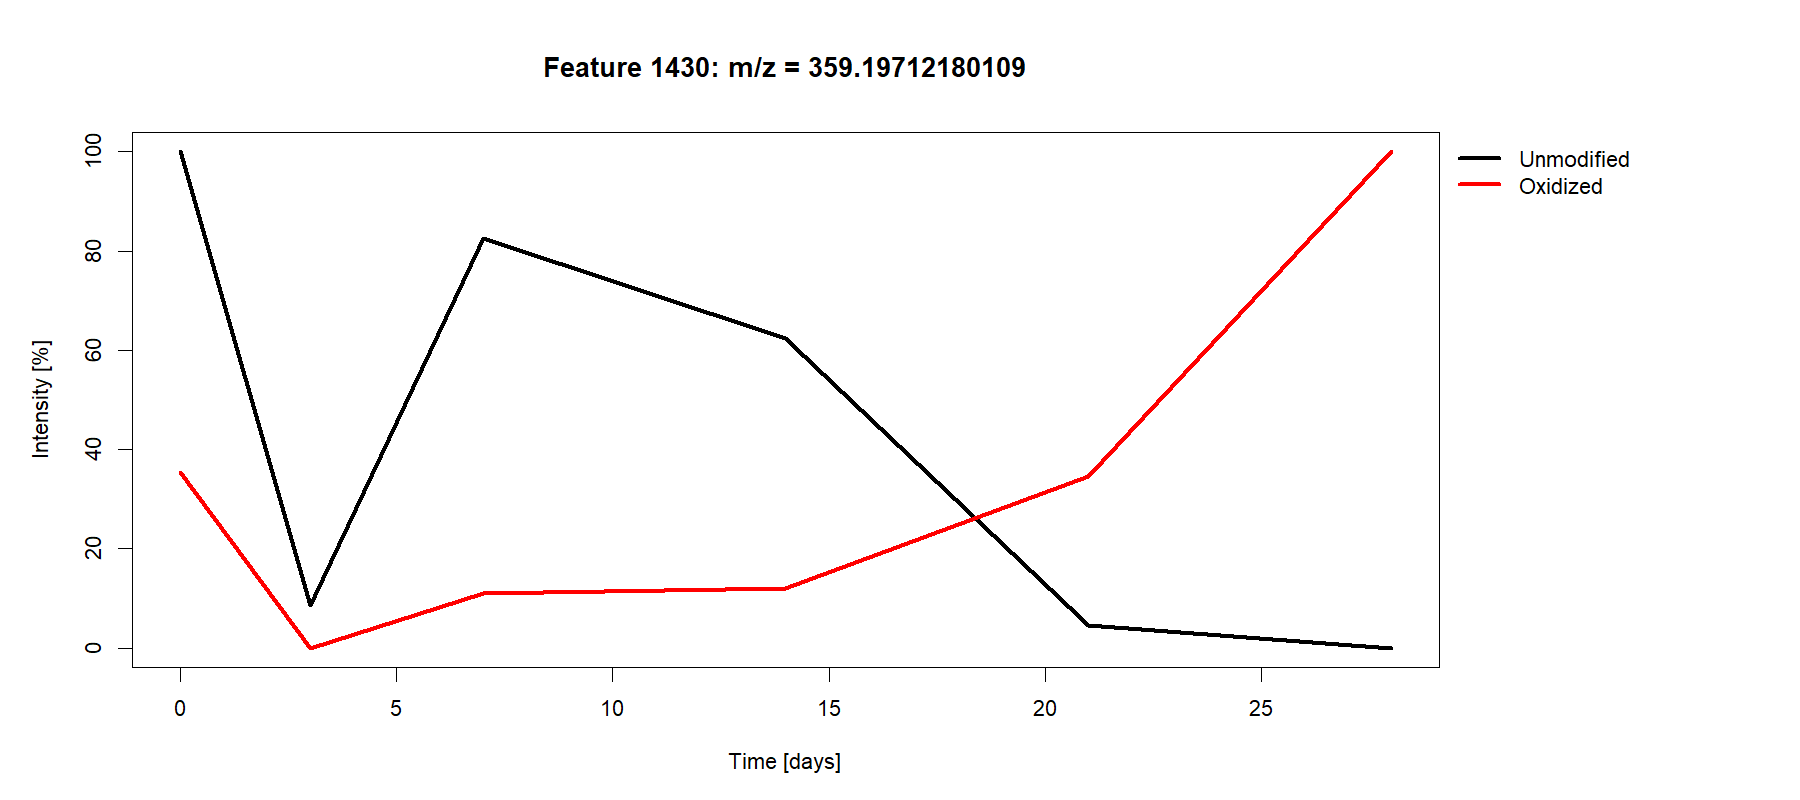 Feature 1430: m/z = 359.19712180109
Unmodified
Oxidized
Intensity [%]
100
80
60
40
20
0
0 5 10 15 20 25
Time [days]